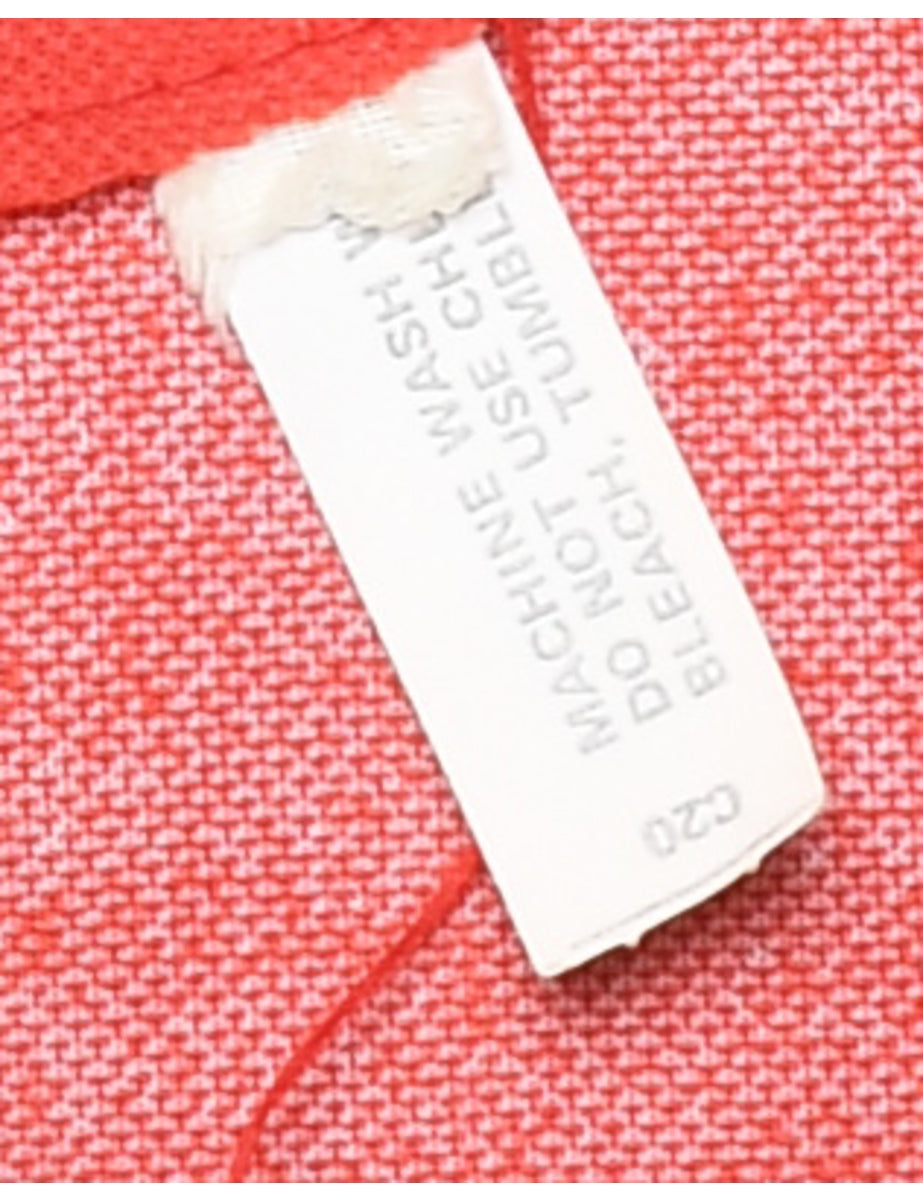 MACHINE WASH W
DO NOT USE CH
BLEACH, TUMBL
C20